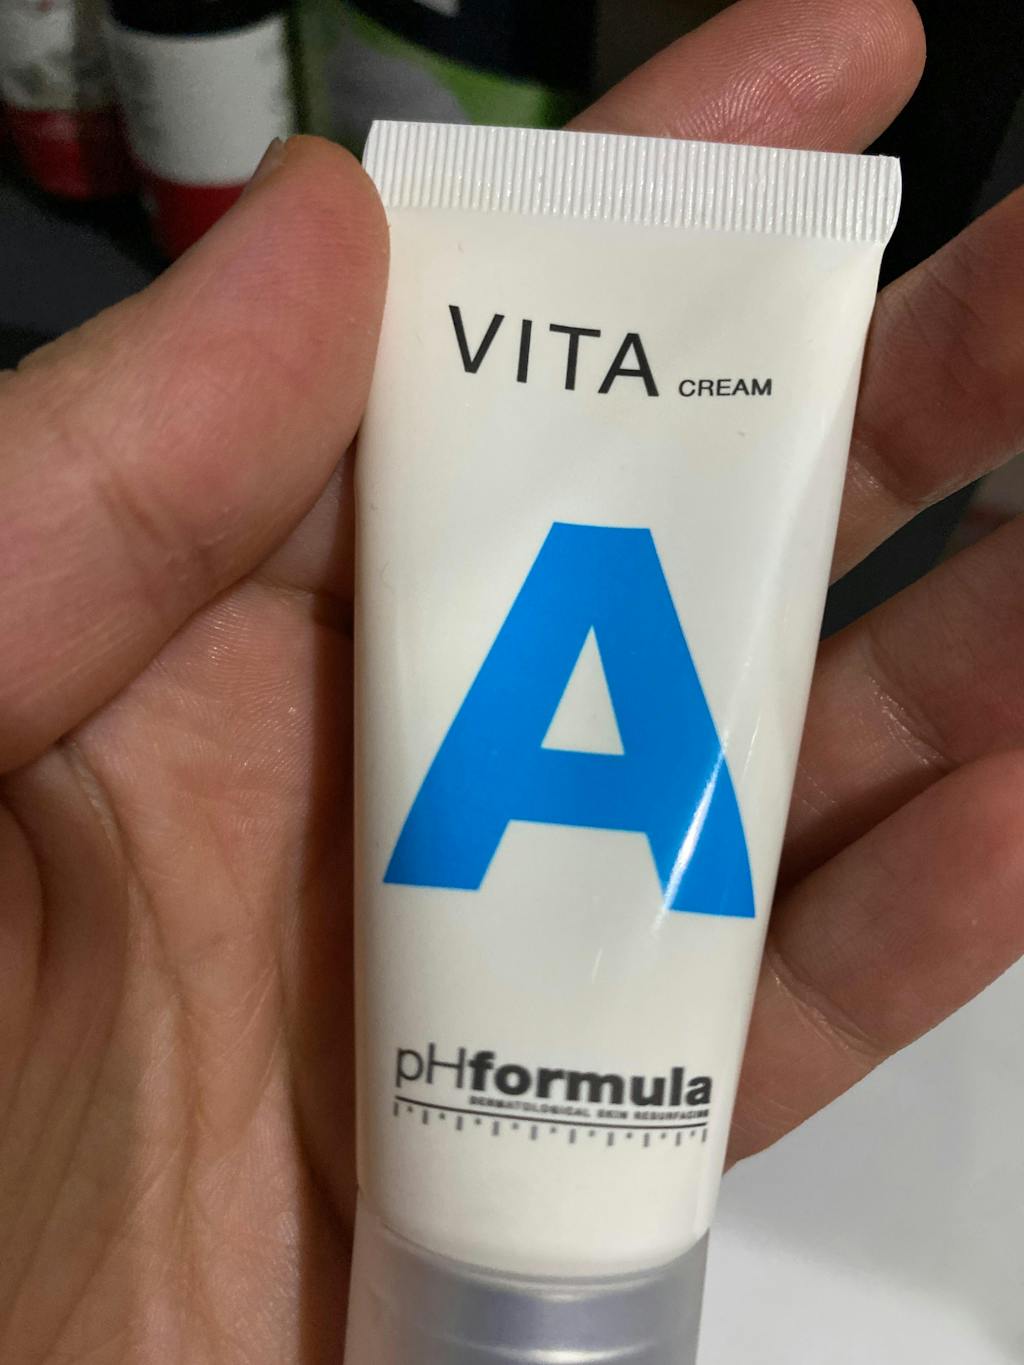 VITA CREAM
A
pHformula
DERMATOLOGICAL SKIN RESURFACING